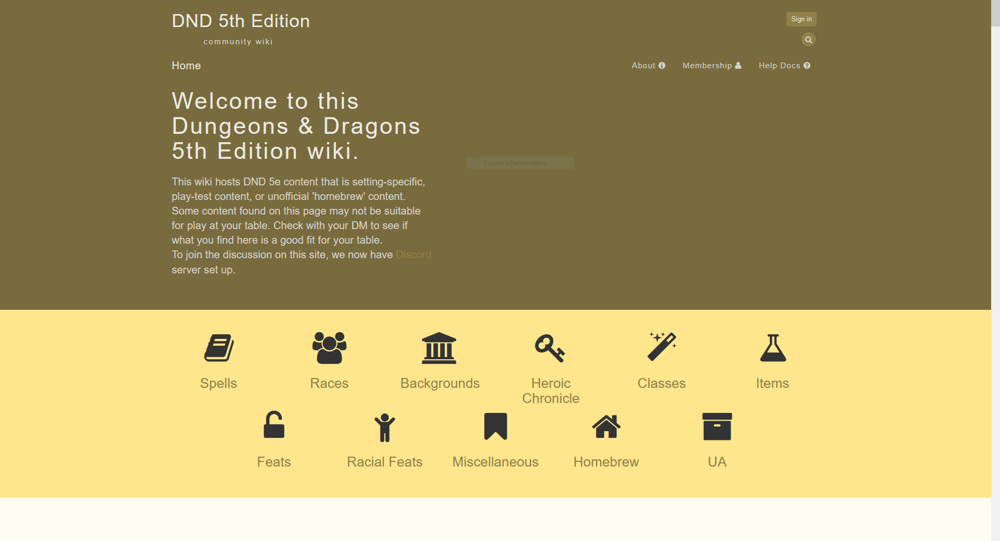 DND 5th Edition
Sign in
community wiki
Home
About
Membership
Help Docs
Welcome to this
Dungeons & Dragons
5th Edition wiki.
Cattura schermo intero
This wiki hosts DND 5e content that is setting-specific,
play-test content, or unofficial 'homebrew' content.
Some content found on this page may not be suitable
for play at your table. Check with your DM to see if
what you find here is a good fit for your table.
To join the discussion on this site, we now have Discord
server set up.
Spells
Races
Backgrounds
Heroic
Chronicle
Classes
Items
Feats
Racial Feats
Miscellaneous
Homebrew
UA